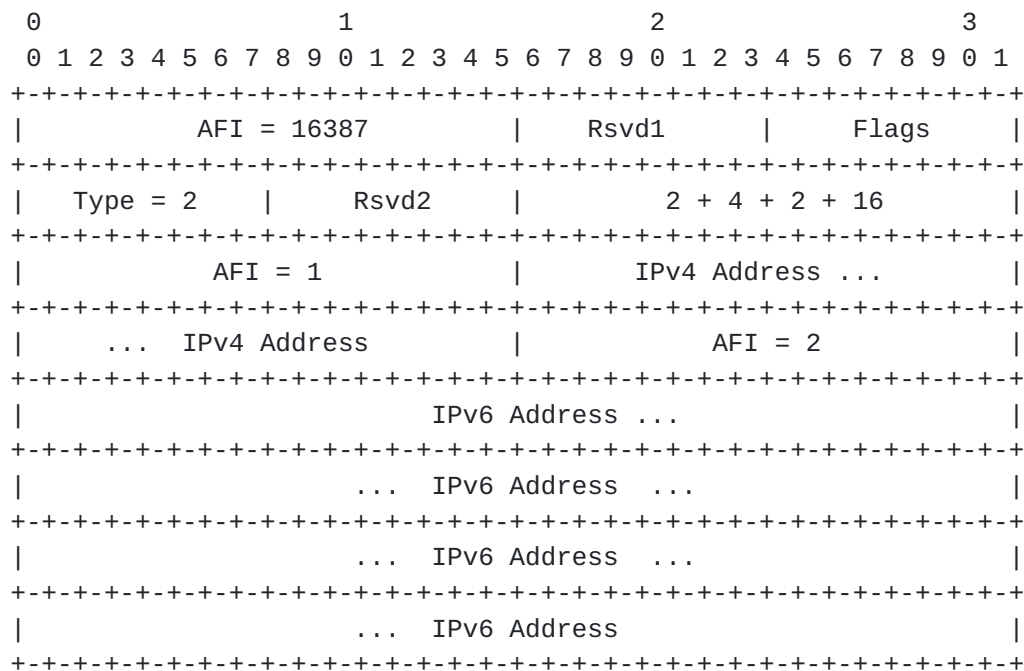 0                   1                   2                   3
0 1 2 3 4 5 6 7 8 9 0 1 2 3 4 5 6 7 8 9 0 1 2 3 4 5 6 7 8 9 0 1
+-+-+-+-+-+-+-+-+-+-+-+-+-+-+-+-+-+-+-+-+-+-+-+-+-+-+-+-+-+-+-+-+
|           AFI = 16387         |    Rsvd1      |     Flags     |
+-+-+-+-+-+-+-+-+-+-+-+-+-+-+-+-+-+-+-+-+-+-+-+-+-+-+-+-+-+-+-+-+
|   Type = 2    |     Rsvd2     |         2 + 4 + 2 + 16        |
+-+-+-+-+-+-+-+-+-+-+-+-+-+-+-+-+-+-+-+-+-+-+-+-+-+-+-+-+-+-+-+-+
|            AFI = 1            |       IPv4 Address ...        |
+-+-+-+-+-+-+-+-+-+-+-+-+-+-+-+-+-+-+-+-+-+-+-+-+-+-+-+-+-+-+-+-+
|     ...  IPv4 Address         |            AFI = 2            |
+-+-+-+-+-+-+-+-+-+-+-+-+-+-+-+-+-+-+-+-+-+-+-+-+-+-+-+-+-+-+-+-+
|                          IPv6 Address ...                     |
+-+-+-+-+-+-+-+-+-+-+-+-+-+-+-+-+-+-+-+-+-+-+-+-+-+-+-+-+-+-+-+-+
|                     ...  IPv6 Address  ...                    |
+-+-+-+-+-+-+-+-+-+-+-+-+-+-+-+-+-+-+-+-+-+-+-+-+-+-+-+-+-+-+-+-+
|                     ...  IPv6 Address  ...                    |
+-+-+-+-+-+-+-+-+-+-+-+-+-+-+-+-+-+-+-+-+-+-+-+-+-+-+-+-+-+-+-+-+
|                     ...  IPv6 Address                         |
+-+-+-+-+-+-+-+-+-+-+-+-+-+-+-+-+-+-+-+-+-+-+-+-+-+-+-+-+-+-+-+-+